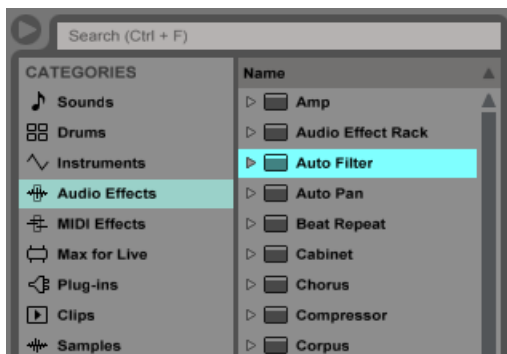 Search (Ctrl + F)
CATEGORIES
Sounds
Drums
Instruments
Audio Effects
MIDI Effects
Max for Live
Plug-ins
Clips
Samples
Name
Amp
Audio Effect Rack
Auto Filter
Auto Pan
Beat Repeat
Cabinet
Chorus
Compressor
Corpus